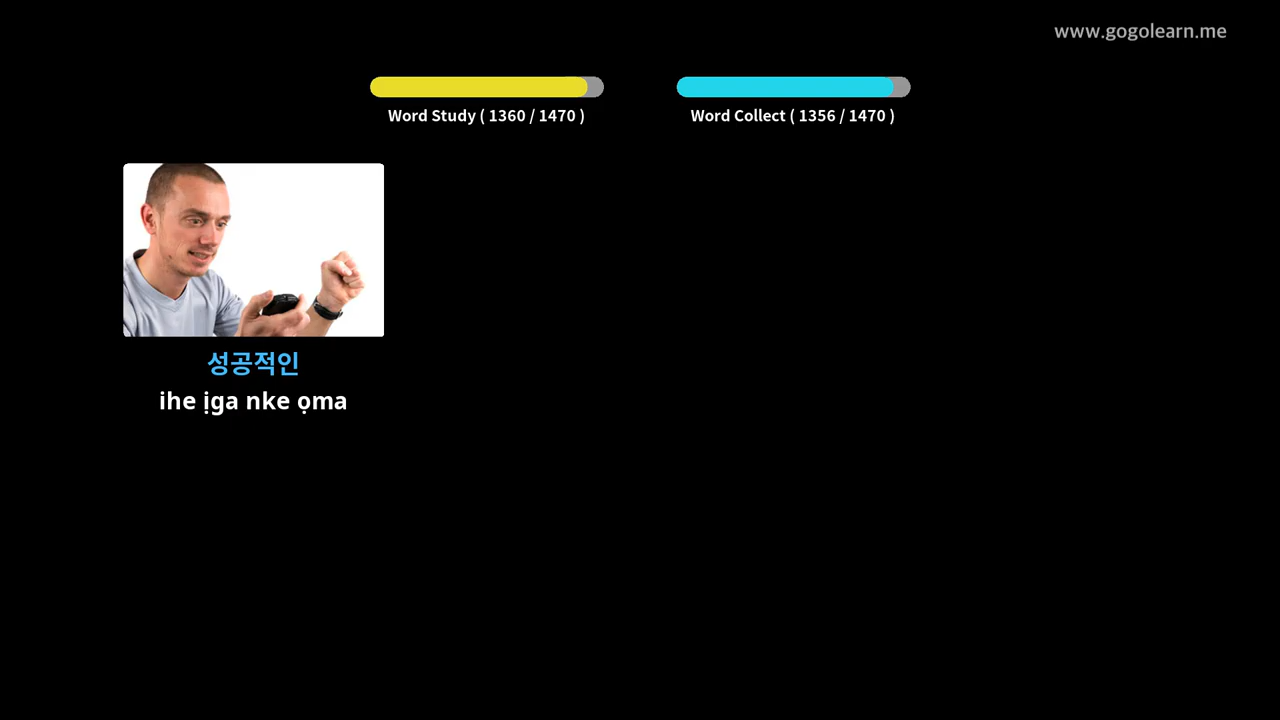 www.gogolearn.me
Word Study ( 1360 / 1470 )
Word Collect ( 1356 / 1470 )
성공적인
ihe ịga nke ọma